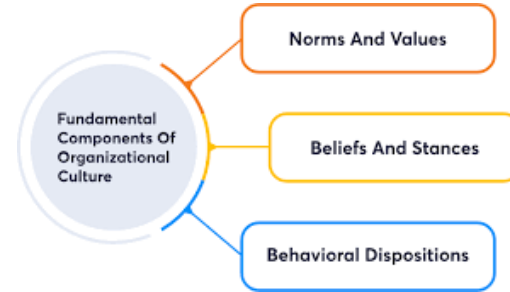 Fundamental
Components Of
Organizational
Culture
Norms And Values
Beliefs And Stances
Behavioral Dispositions